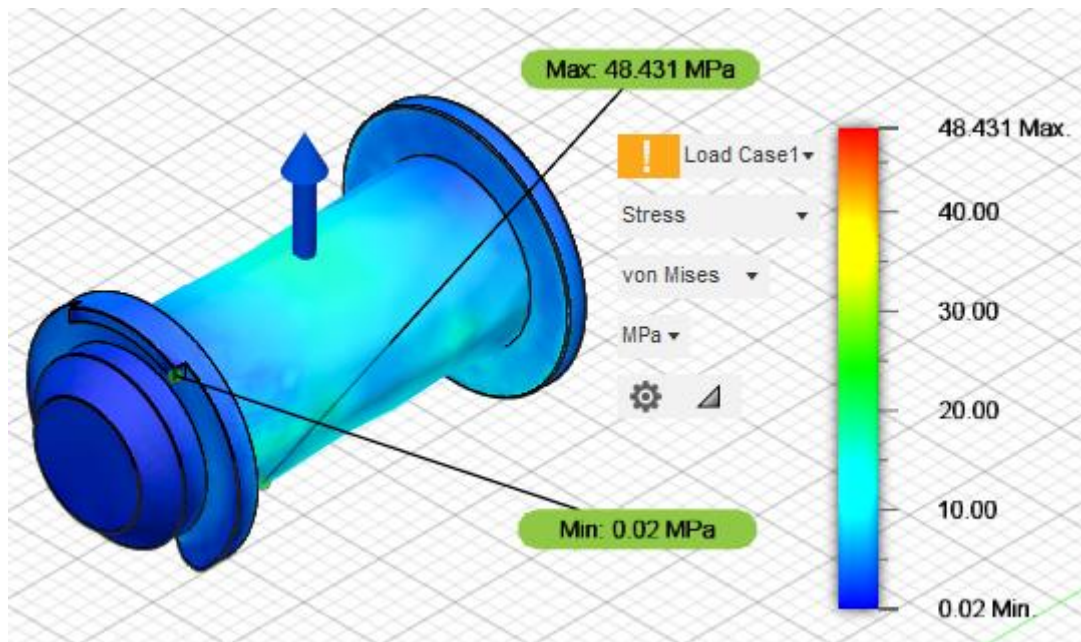 Max: 48.431 MPa
!
Load Case1
Stress
von Mises
MPa
48.431 Max.
40.00
30.00
20.00
10.00
0.02 Min.
Min: 0.02 MPa